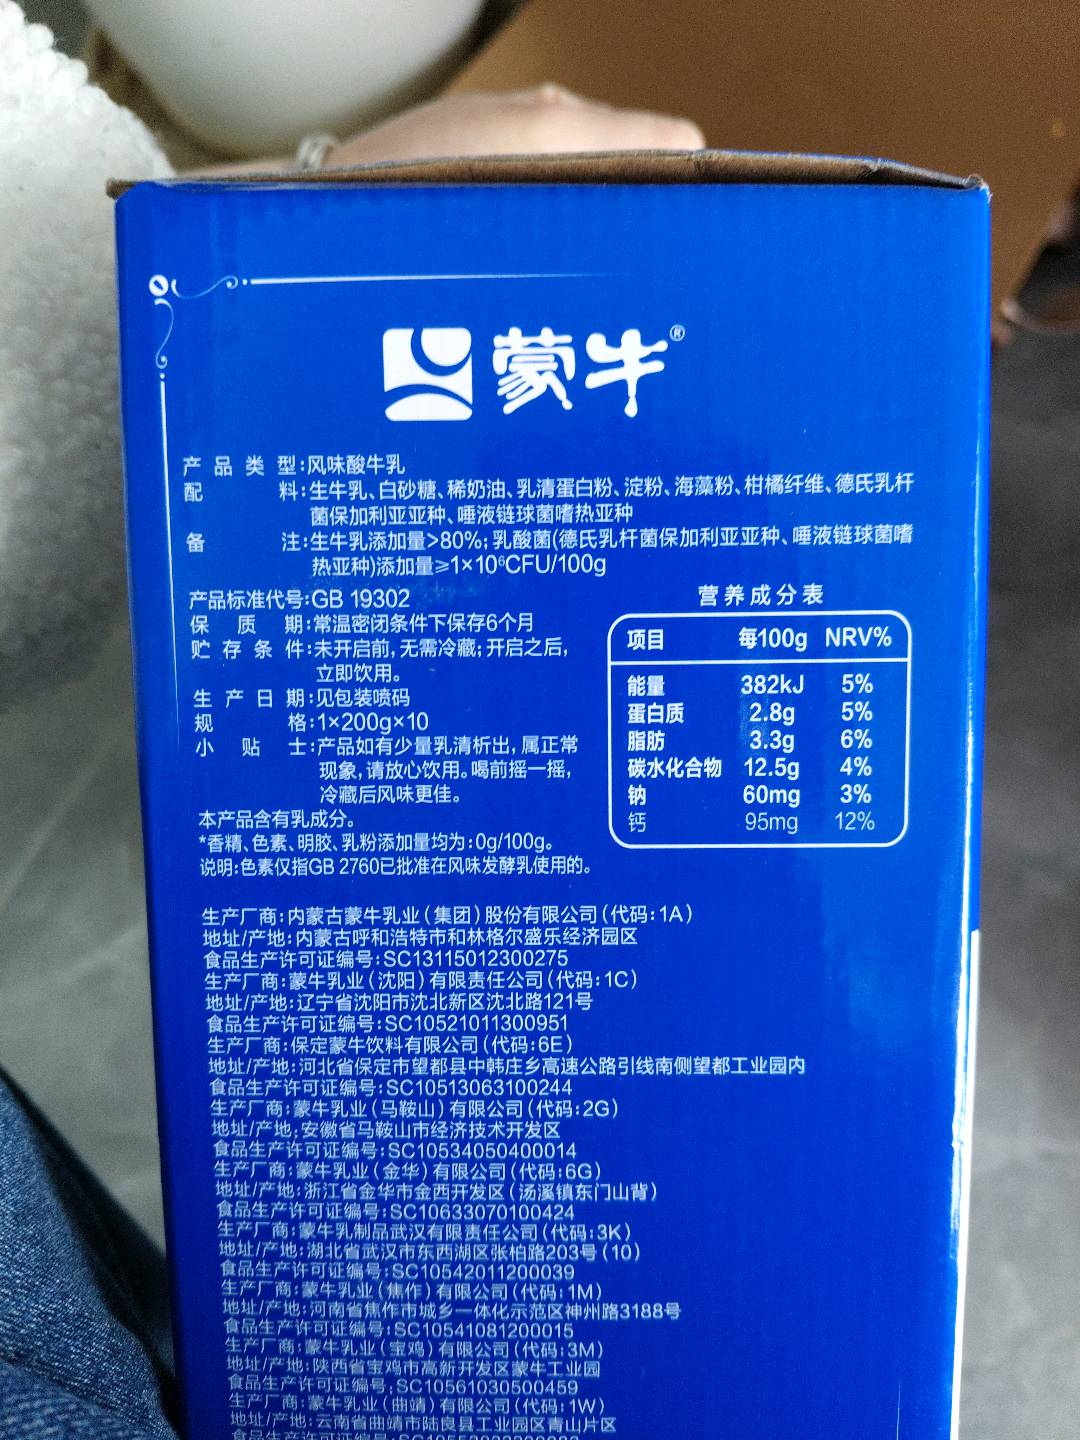 蒙牛®
产品类型:风味酸牛乳
配料:生牛乳、白砂糖、稀奶油、乳清蛋白粉、淀粉、海藻粉、柑橘纤维、德氏乳杆
菌保加利亚亚种、唾液链球菌嗜热亚种
备注:生牛乳添加量>80%;乳酸菌(德氏乳杆菌保加利亚亚种、唾液链球菌嗜
热亚种)添加量≥1×10⁶CFU/100g
产品标准代号:GB 19302
保质期:常温密闭条件下保存6个月
贮存条件:未开启前,无需冷藏;开启之后,
立即饮用。
生产日期:见包装喷码
规格:1×200g×10
小贴士:产品如有少量乳清析出,属正常
现象,请放心饮用。喝前摇一摇,
冷藏后风味更佳。
本产品含有乳成分。
*香精、色素、明胶、乳粉添加量均为:0g/100g。
说明:色素仅指GB 2760已批准在风味发酵乳使用的。
营养成分表
项目 每100g NRV%
能量 382kJ 5%
蛋白质 2.8g 5%
脂肪 3.3g 6%
碳水化合物 12.5g 4%
钠 60mg 3%
钙 95mg 12%
生产厂商:内蒙古蒙牛乳业(集团)股份有限公司(代码:1A)
地址/产地:内蒙古呼和浩特市和林格尔盛乐经济园区
食品生产许可证编号:SC13115012300275
生产厂商:蒙牛乳业(沈阳)有限责任公司(代码:1C)
地址/产地:辽宁省沈阳市沈北新区沈北路121号
食品生产许可证编号:SC10521011300951
生产厂商:保定蒙牛饮料有限公司(代码:6E)
地址/产地:河北省保定市望都县中韩庄乡高速公路引线南侧望都工业园内
食品生产许可证编号:SC10513063100244
生产厂商:蒙牛乳业(马鞍山)有限公司(代码:2G)
地址/产地:安徽省马鞍山市经济技术开发区
食品生产许可证编号:SC10534050400014
生产厂商:蒙牛乳业(金华)有限公司(代码:6G)
地址/产地:浙江省金华市金西开发区(汤溪镇东门山背)
食品生产许可证编号:SC10633070100424
生产厂商:蒙牛乳制品武汉有限责任公司(代码:3K)
地址/产地:湖北省武汉市东西湖区张柏路203号(10)
食品生产许可证编号:SC10542011200039
生产厂商:蒙牛乳业(焦作)有限公司(代码:1M)
地址/产地:河南省焦作市城乡一体化示范区神州路3188号
食品生产许可证编号:SC10541081200015
生产厂商:蒙牛乳业(宝鸡)有限公司(代码:3M)
地址/产地:陕西省宝鸡市高新开发区蒙牛工业园
食品生产许可证编号:SC10561030500459
生产厂商:蒙牛乳业(曲靖)有限公司(代码:1W)
地址/产地:云南省曲靖市陆良县工业园区青山片区
食品生产许可证编号: